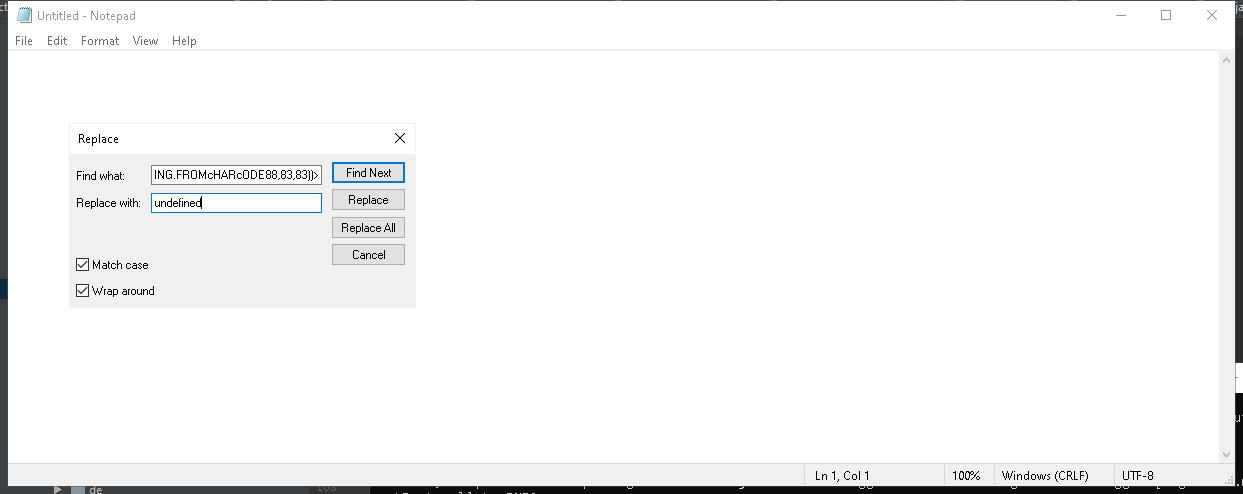 Untitled - Notepad
File Edit Format View Help
Replace
Find what: ING.FROMcHARcODE88,83,83))> Find Next
Replace with: undefined Replace
Replace All
Cancel
Match case
Wrap around
Ln 1, Col 1 100% Windows (CRLF) UTF-8
de